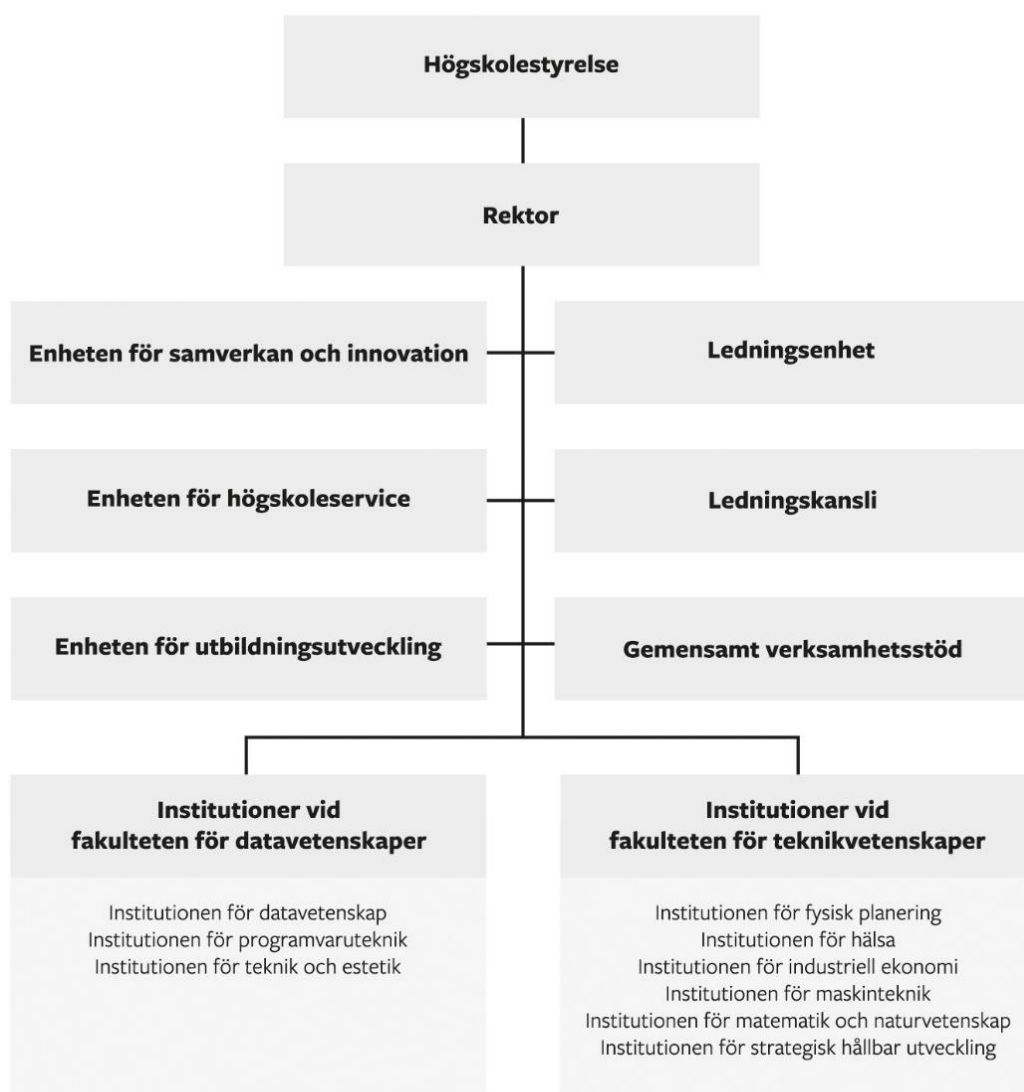 Högskolestyrelse
Rektor
Enheten för samverkan och innovation
Ledningsenhet
Enheten för högskoleservice
Ledningskansli
Enheten för utbildningsutveckling
Gemensamt verksamhetsstöd
Institutioner vid
fakulteten för datavetenskaper
Institutionen för datavetenskap
Institutionen för programvaruteknik
Institutionen för teknik och estetik
Institutioner vid
fakulteten för teknikvetenskaper
Institutionen för fysisk planering
Institutionen för hälsa
Institutionen för industriell ekonomi
Institutionen för maskinteknik
Institutionen för matematik och naturvetenskap
Institutionen för strategisk hållbar utveckling